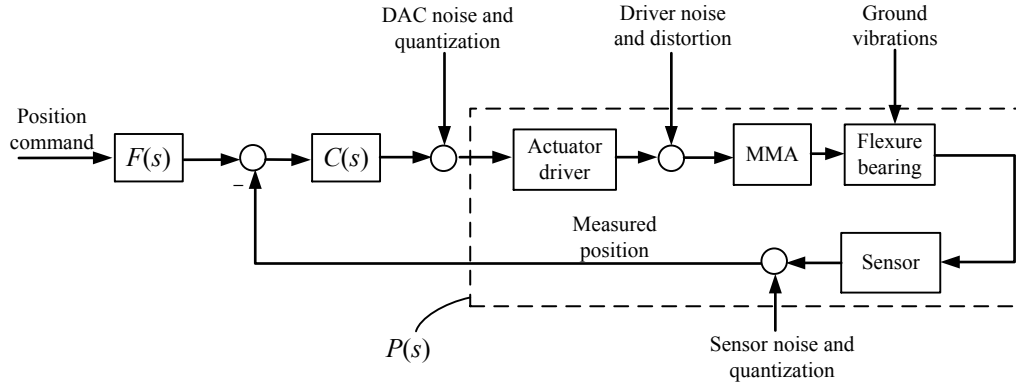 DAC noise and
quantization
Driver noise
and distortion
Ground
vibrations
Position
command
F(s)
C(s)
Actuator
driver
MMA
Flexure
bearing
–
Measured
position
Sensor
P(s)
Sensor noise and
quantization